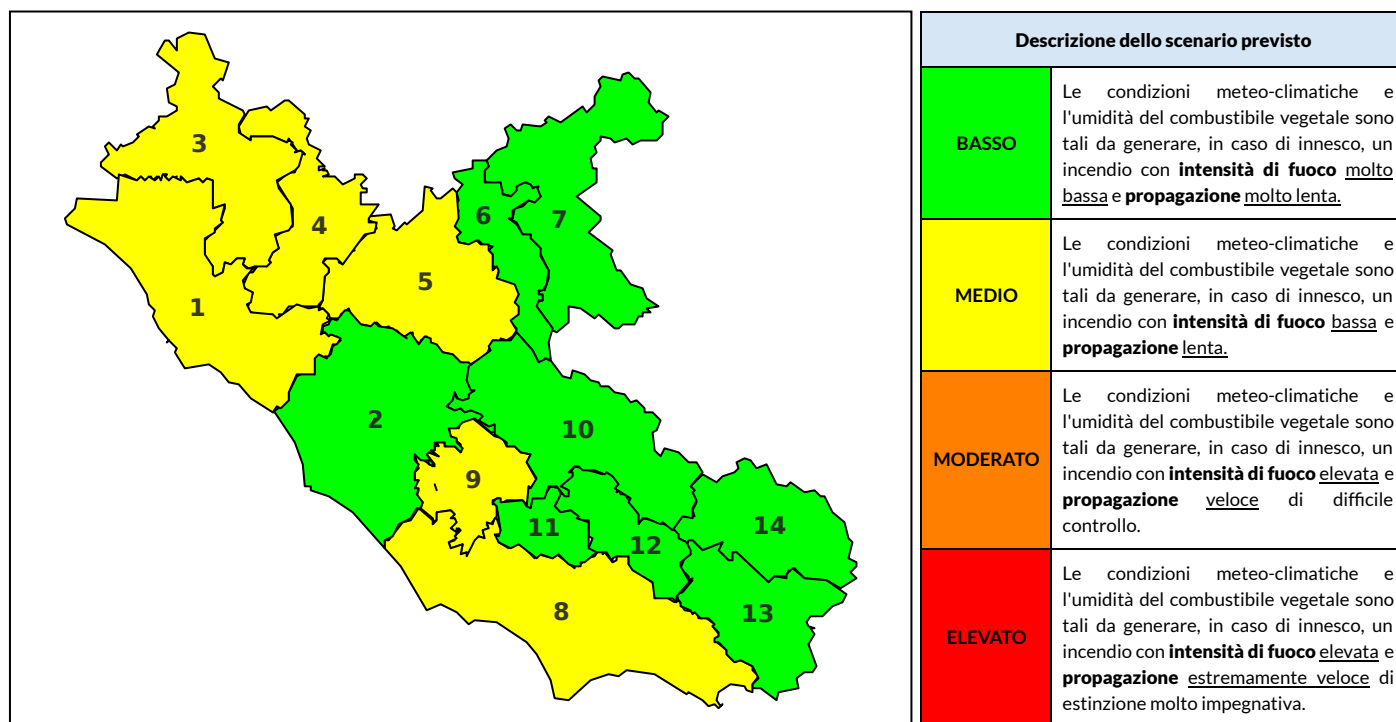 3
4
6
7
5
1
2
10
9
11
12
14
8
13
Descrizione dello scenario previsto
BASSO
Le condizioni meteo-climatiche e
l'umidità del combustibile vegetale sono
tali da generare, in caso di innesco, un
incendio con intensità di fuoco molto
bassa e propagazione molto lenta.
MEDIO
Le condizioni meteo-climatiche e
l'umidità del combustibile vegetale sono
tali da generare, in caso di innesco, un
incendio con intensità di fuoco bassa e
propagazione lenta.
MODERATO
Le condizioni meteo-climatiche e
l'umidità del combustibile vegetale sono
tali da generare, in caso di innesco, un
incendio con intensità di fuoco elevata e
propagazione veloce di difficile
controllo.
ELEVATO
Le condizioni meteo-climatiche e
l'umidità del combustibile vegetale sono
tali da generare, in caso di innesco, un
incendio con intensità di fuoco elevata e
propagazione estremamente veloce di
estinzione molto impegnativa.